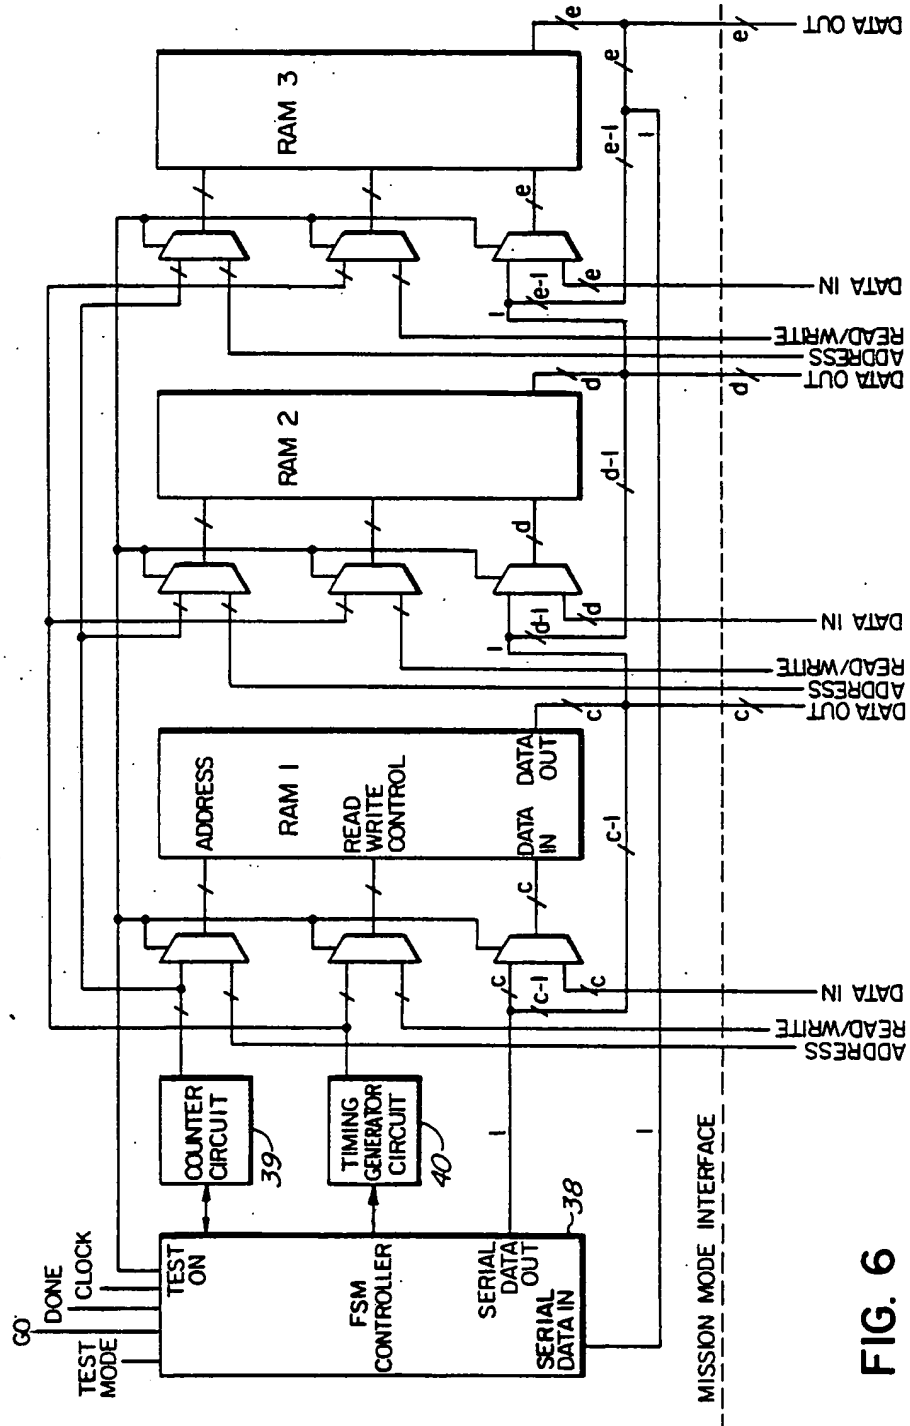 GO
DONE
CLOCK
TEST
MODE
TEST
ON
FSM
CONTROLLER
SERIAL
DATA
OUT
SERIAL
DATA IN
38
COUNTER
CIRCUIT
39
TIMING
GENERATOR
CIRCUIT
40
ADDRESS
RAM 1
READ
WRITE
CONTROL
DATA
IN
DATA
OUT
RAM 2
RAM 3
1
c
c-1
c
c
c-1
c
c
1
d-1
d
d
d-1
d
d
1
e-1
e
e
e-1
e
e
e
1
1
ADDRESS
READ/WRITE
DATA IN
DATA OUT
ADDRESS
READ/WRITE
DATA IN
DATA OUT
ADDRESS
READ/WRITE
DATA IN
DATA OUT
MISSION MODE INTERFACE
FIG. 6